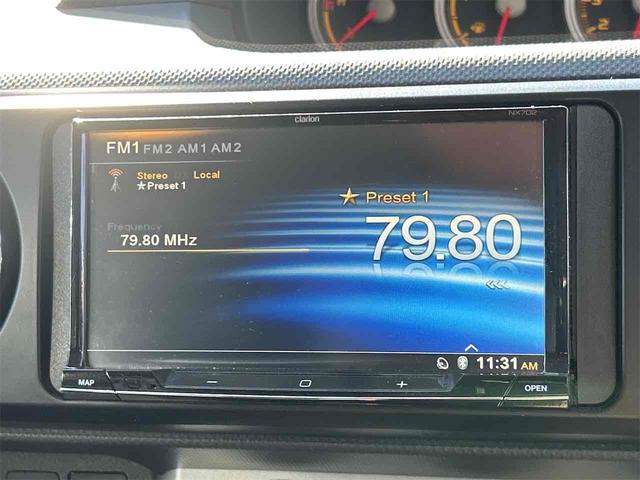 clarion
NX702
FM1 FM2 AM1 AM2
Stereo DX Local
★Preset 1
★ Preset 1
Frequency
79.80 MHz
79.80
11:31 AM
MAP
OPEN